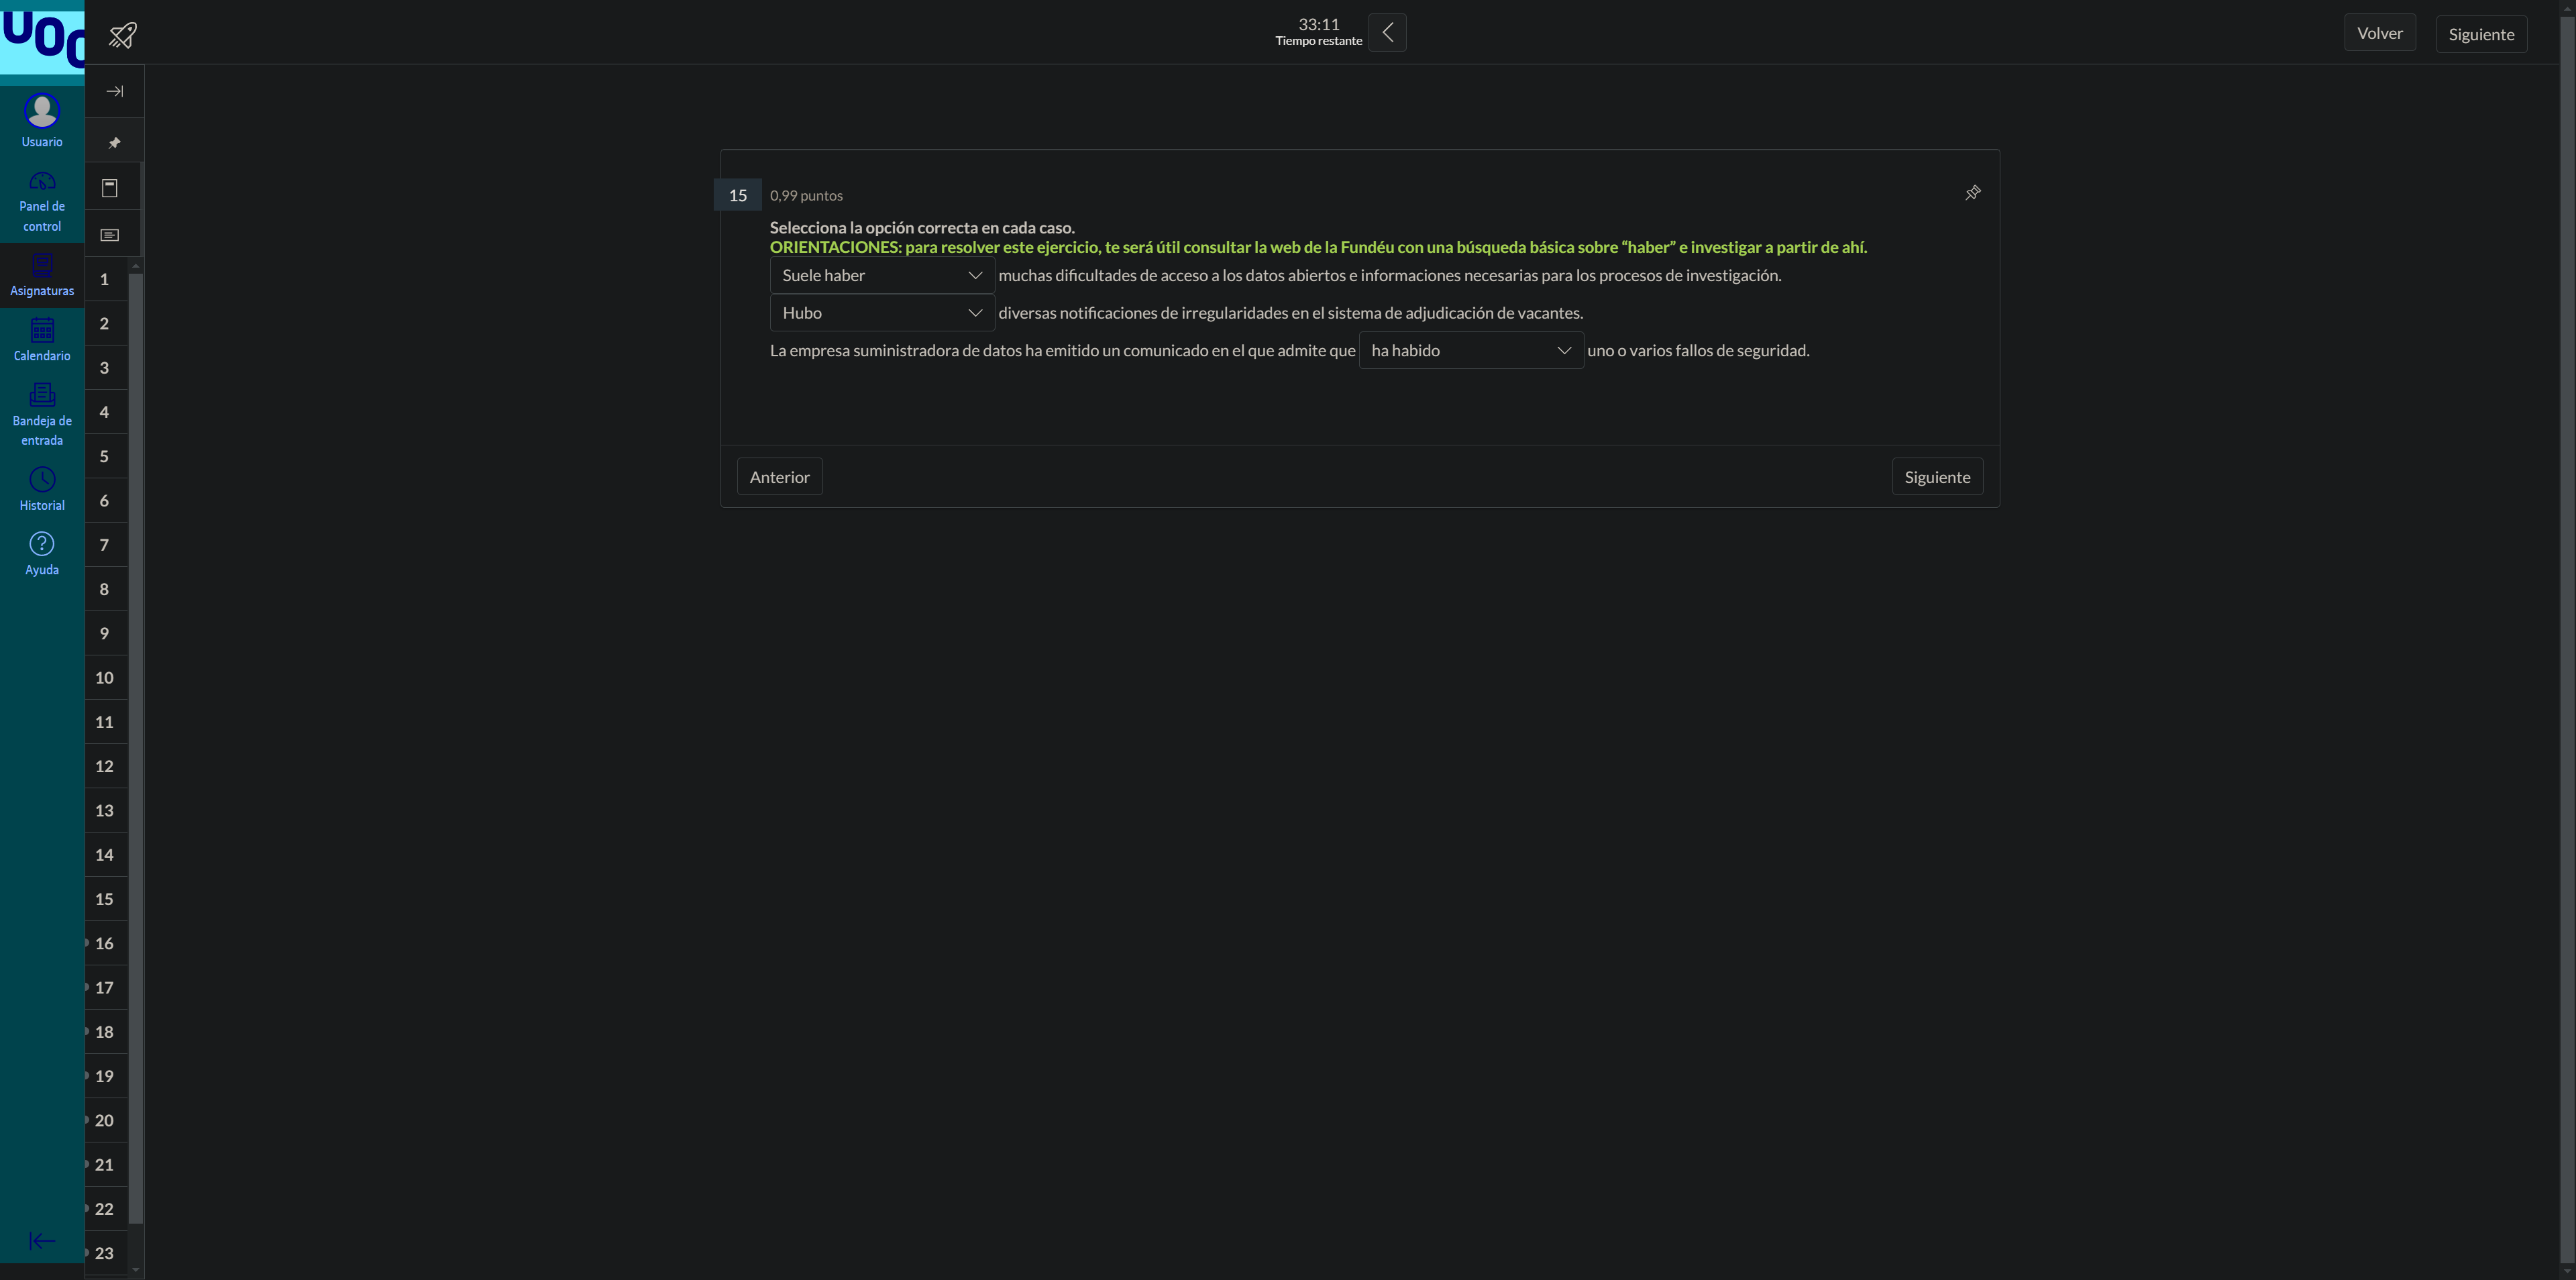 UOC
33:11
Tiempo restante
Volver
Siguiente
Usuario
Panel de
control
Asignaturas
Calendario
Bandeja de
entrada
Historial
Ayuda
1
2
3
4
5
6
7
8
9
10
11
12
13
14
15
16
17
18
19
20
21
22
23
15
0,99 puntos
Selecciona la opción correcta en cada caso.
ORIENTACIONES: para resolver este ejercicio, te será útil consultar la web de la Fundéu con una búsqueda básica sobre “haber” e investigar a partir de ahí.
Suele haber muchas dificultades de acceso a los datos abiertos e informaciones necesarias para los procesos de investigación.
Hubo diversas notificaciones de irregularidades en el sistema de adjudicación de vacantes.
La empresa suministradora de datos ha emitido un comunicado en el que admite que ha habido uno o varios fallos de seguridad.
Anterior
Siguiente